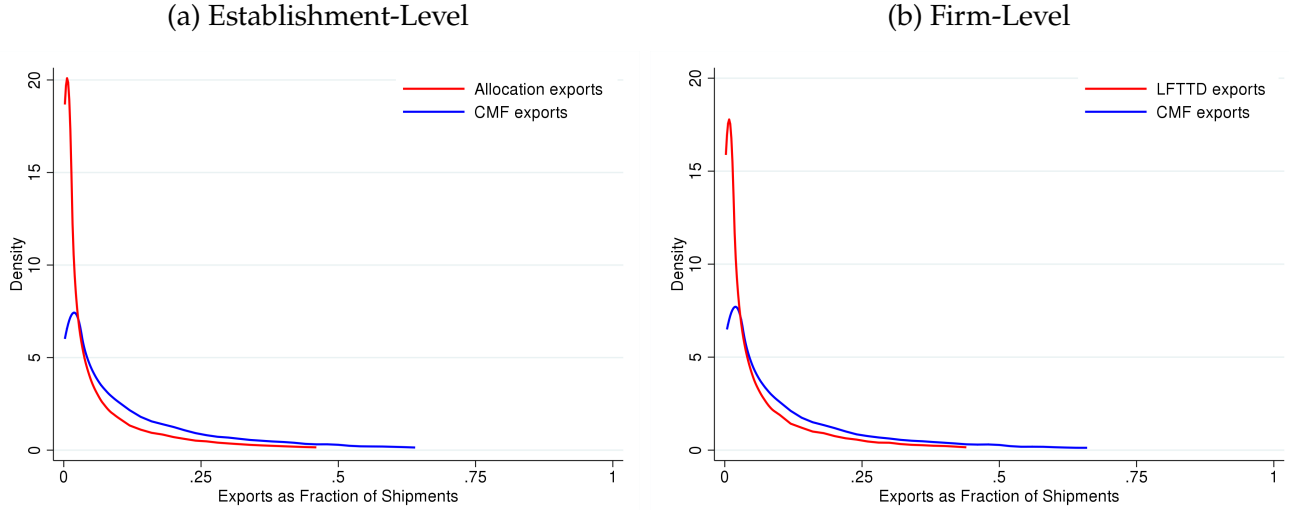 (a) Establishment-Level
Allocation exports
CMF exports
Density
20
15
10
5
0
0 .25 .5 .75 1
Exports as Fraction of Shipments
(b) Firm-Level
LFTTD exports
CMF exports
Density
20
15
10
5
0
0 .25 .5 .75 1
Exports as Fraction of Shipments